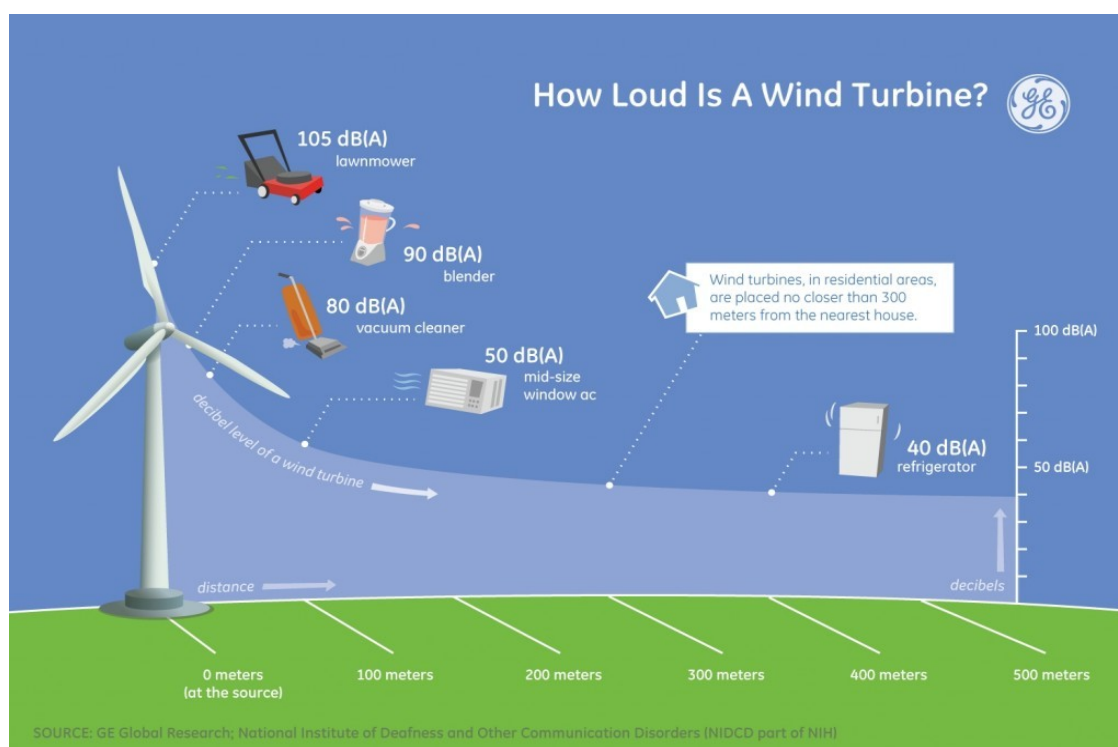 How Loud Is A Wind Turbine?
GE
105 dB(A)
lawnmower
90 dB(A)
blender
80 dB(A)
vacuum cleaner
50 dB(A)
mid-size
window ac
Wind turbines, in residential areas,
are placed no closer than 300
meters from the nearest house.
100 dB(A)
40 dB(A)
refrigerator
50 dB(A)
decibel level of a wind turbine
distance
decibels
0 meters
(at the source)
100 meters
200 meters
300 meters
400 meters
500 meters
SOURCE: GE Global Research; National Institute of Deafness and Other Communication Disorders (NIDCD part of NIH)